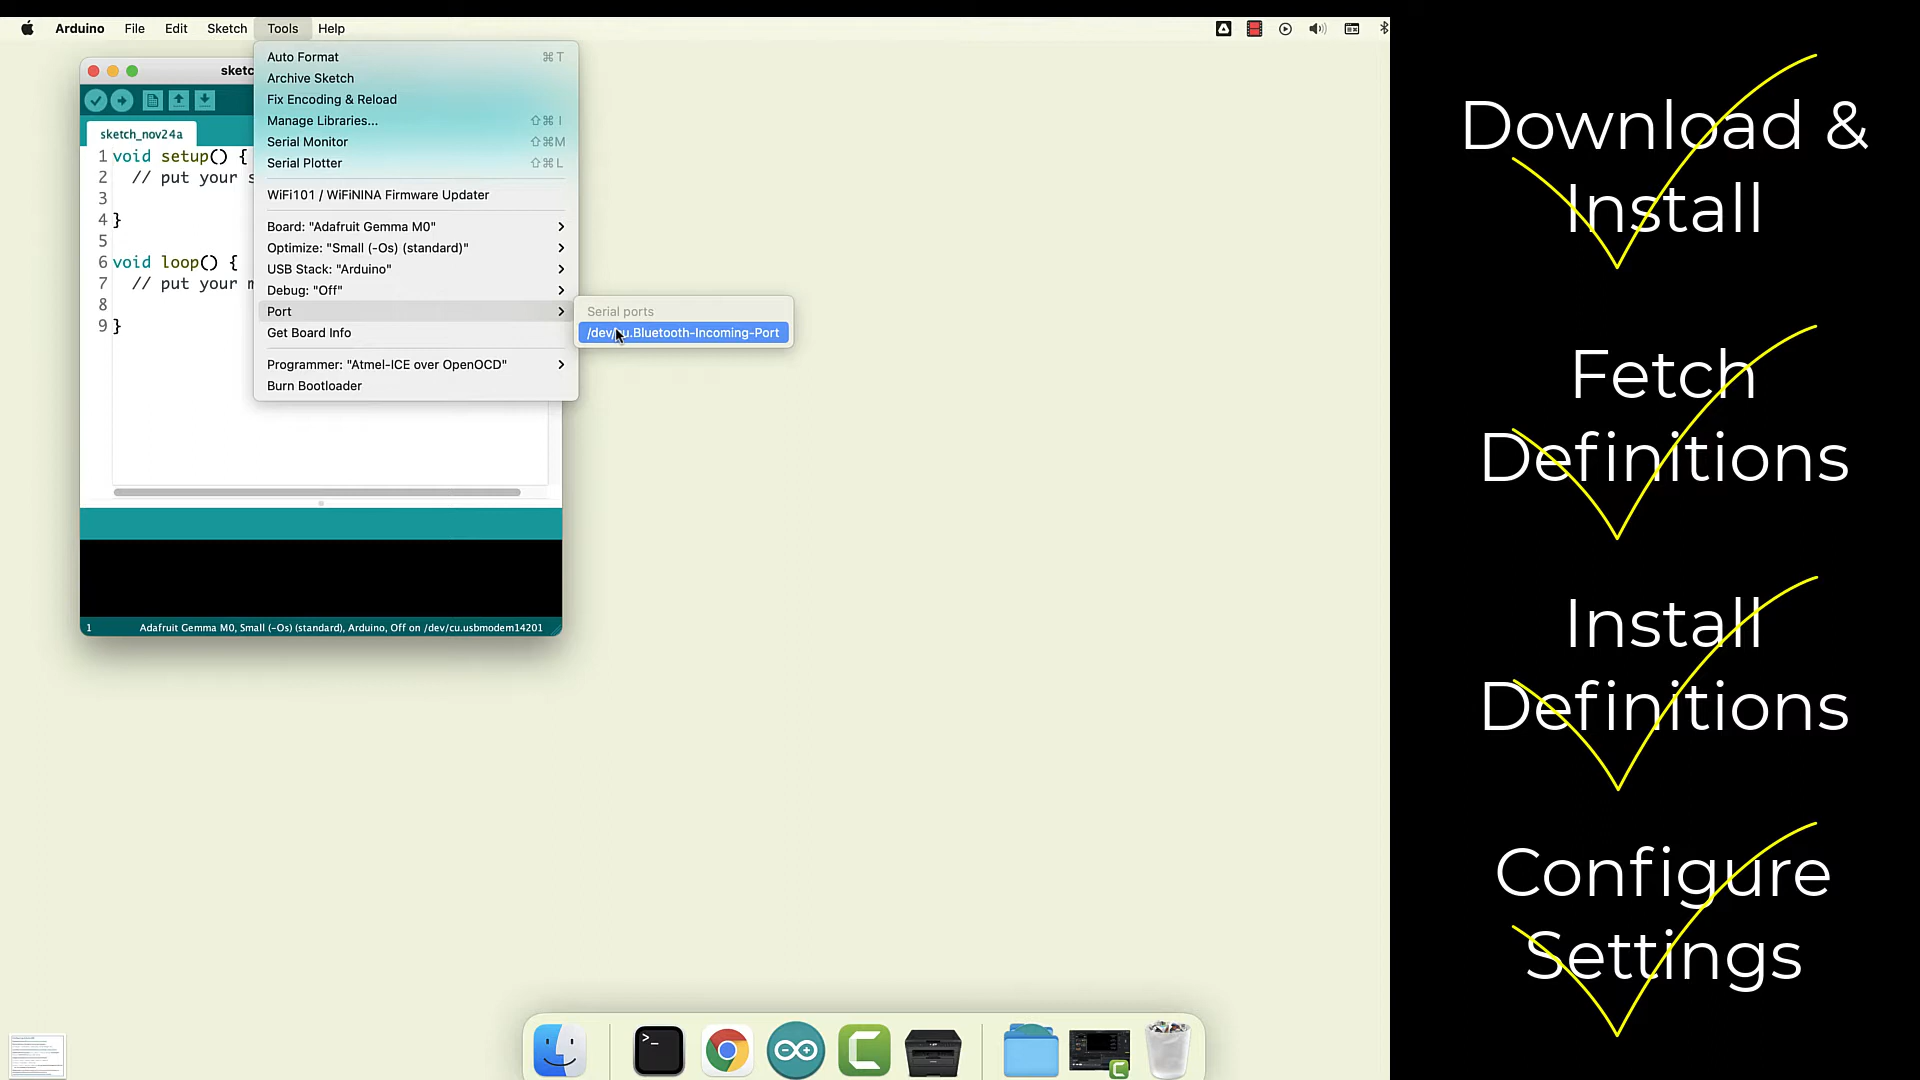 Arduino File Edit Sketch Tools Help
sketc
sketch_nov24a
1 void setup() {
2 // put your s
3
4 }
5
6 void loop() {
7 // put your m
8
9 }
1 Adafruit Gemma M0, Small (-Os) (standard), Arduino, Off on /dev/cu.usbmodem14201
Auto Format ⌘T
Archive Sketch
Fix Encoding & Reload
Manage Libraries... ⇧⌘I
Serial Monitor ⇧⌘M
Serial Plotter ⇧⌘L
WiFi101 / WiFiNINA Firmware Updater
Board: "Adafruit Gemma M0"
Optimize: "Small (-Os) (standard)"
USB Stack: "Arduino"
Debug: "Off"
Port
Get Board Info
Programmer: "Atmel-ICE over OpenOCD"
Burn Bootloader
Serial ports
/dev/cu.Bluetooth-Incoming-Port
Download &
Install
Fetch
Definitions
Install
Definitions
Configure
Settings